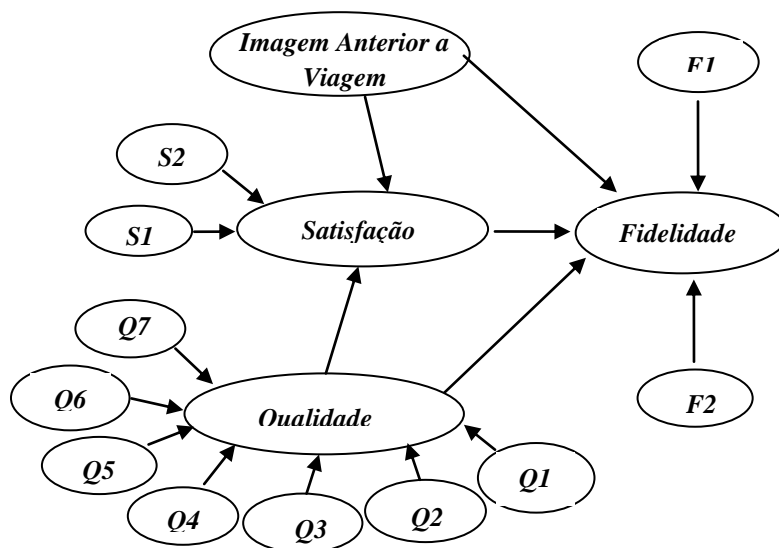 Imagem Anterior a
Viagem
F1
S2
S1
Satisfação
Fidelidade
Q7
Q6
Qualidade
F2
Q5
Q1
Q4
Q3
Q2